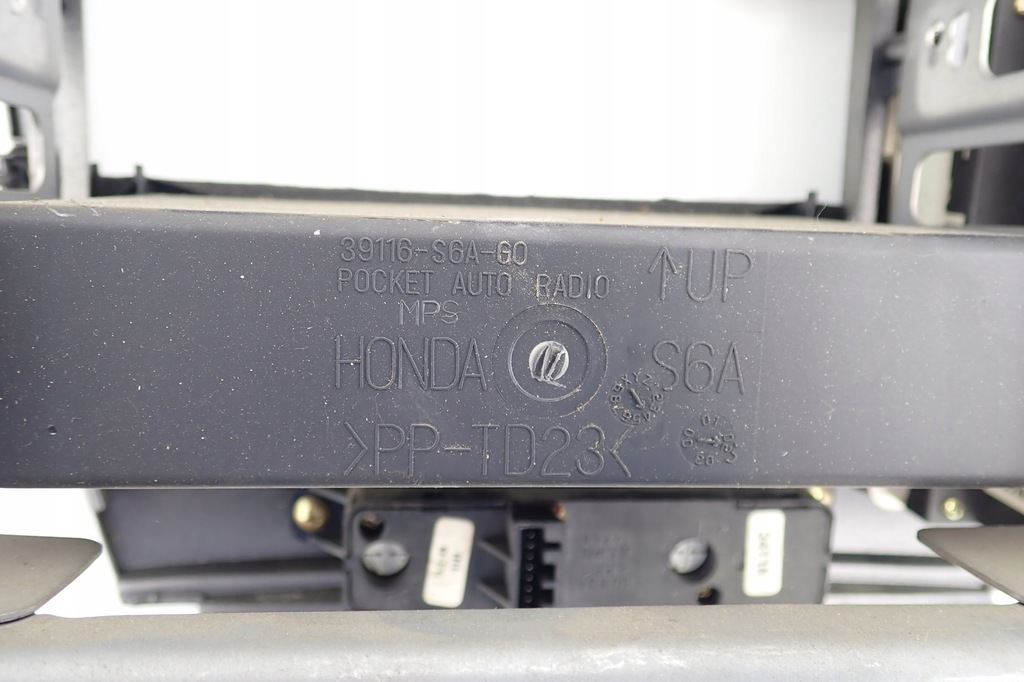 39116-S6A-G0
POCKET AUTO RADIO
↑UP
MPS
HONDA S6A
>PP-TD23<